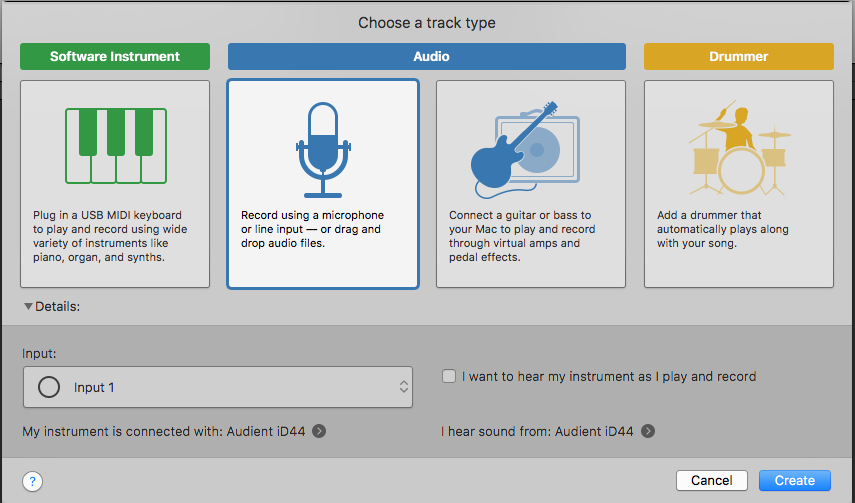 Choose a track type
Software Instrument
Audio
Drummer
Plug in a USB MIDI keyboard
to play and record using wide
variety of instruments like
piano, organ, and synths.
Record using a microphone
or line input — or drag and
drop audio files.
Connect a guitar or bass to
your Mac to play and record
through virtual amps and
pedal effects.
Add a drummer that
automatically plays along
with your song.
Details:
Input:
Input 1
I want to hear my instrument as I play and record
My instrument is connected with: Audient iD44
I hear sound from: Audient iD44
?
Cancel
Create